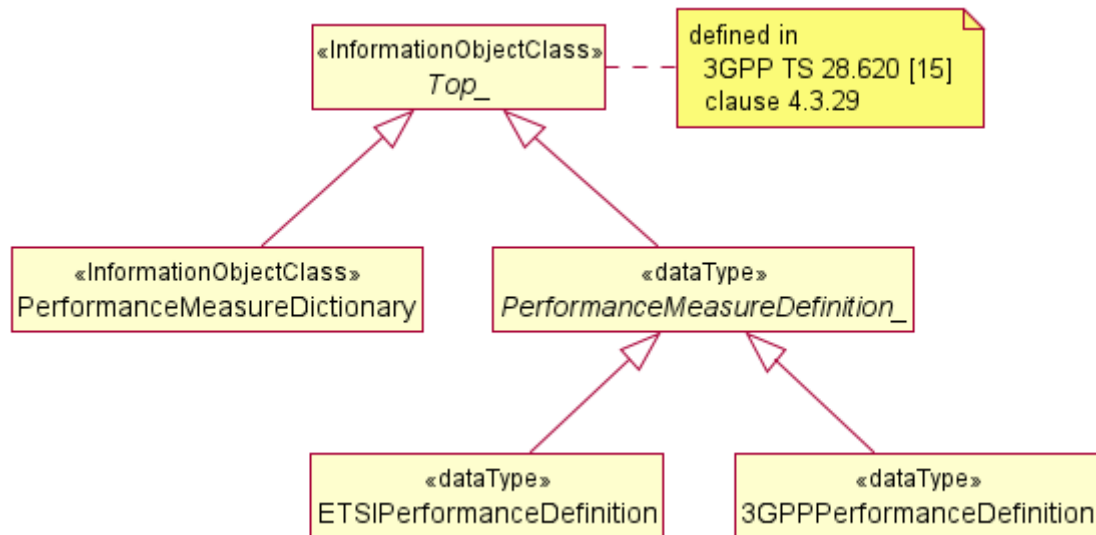 «InformationObjectClass»
Top_
defined in
3GPP TS 28.620 [15]
clause 4.3.29
«InformationObjectClass»
PerformanceMeasureDictionary
«dataType»
PerformanceMeasureDefinition_
«dataType»
ETSIPerformanceDefinition
«dataType»
3GPPPerformanceDefinition